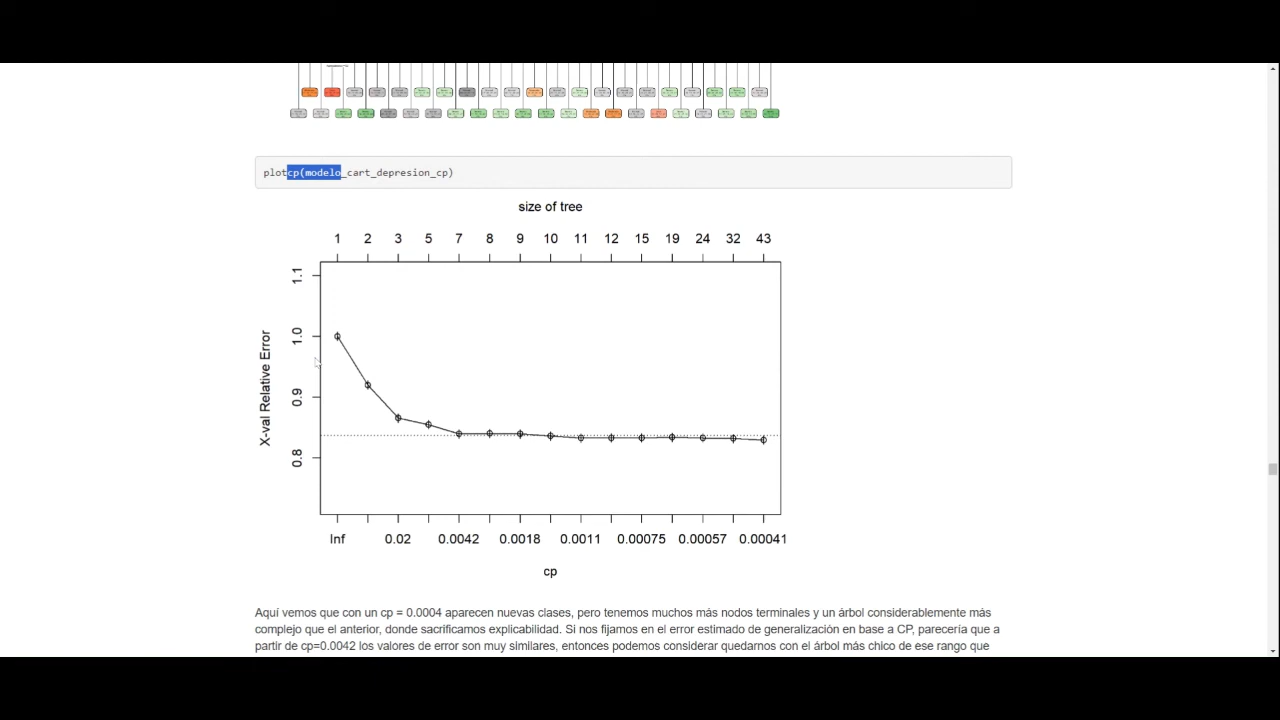 plotcp(modelo_cart_depresion_cp)
size of tree
1 2 3 5 7 8 9 10 11 12 15 19 24 32 43
1.1
1.0
0.9
0.8
X-val Relative Error
Inf 0.02 0.0042 0.0018 0.0011 0.00075 0.00057 0.00041
cp
Aquí vemos que con un cp = 0.0004 aparecen nuevas clases, pero tenemos muchos más nodos terminales y un árbol considerablemente más
complejo que el anterior, donde sacrificamos explicabilidad. Si nos fijamos en el error estimado de generalización en base a CP, parecería que a
partir de cp=0.0042 los valores de error son muy similares, entonces podemos considerar quedarnos con el árbol más chico de ese rango que